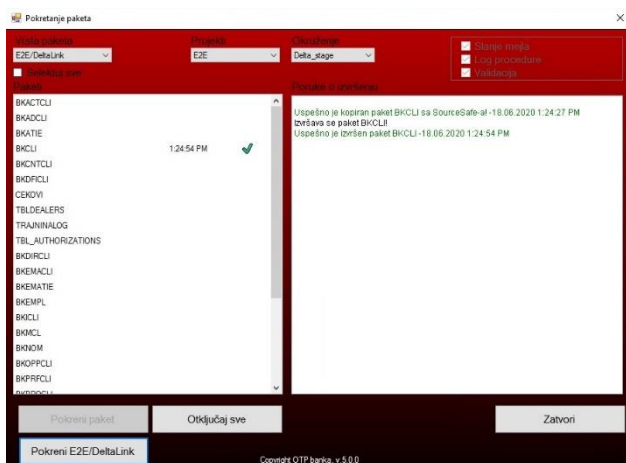 Pokretanje paketa
Vrsta paketa
Projekti
Okruženje
E2E/DeltaLink
E2E
Delta_stage
Slanje mejla
Log procedure
Validacija
Selektuj sve
Paketi
Poruke o izvršenju
BKACTCLI
BKADCLI
BKATIE
BKCLI 1:24:54 PM
BKCNTCLI
BKDFICLI
CEKOVI
TBLDEALERS
TRAJNINALOG
TBL_AUTHORIZATIONS
BKDIRCLI
BKEMACLI
BKEMATIE
BKEMPL
BKICLI
BKMCL
BKNOM
BKOPPCLI
BKPRFCLI
Uspešno je kopiran paket BKCLI sa SourceSafe-a! -18.06.2020 1:24:27 PM
Izvršava se paket BKCLI!
Uspešno je izvršen paket BKCLI -18.06.2020 1:24:54 PM
Pokreni paket
Otključaj sve
Zatvori
Pokreni E2E/DeltaLink
Copyright OTP banka, v.5.0.0